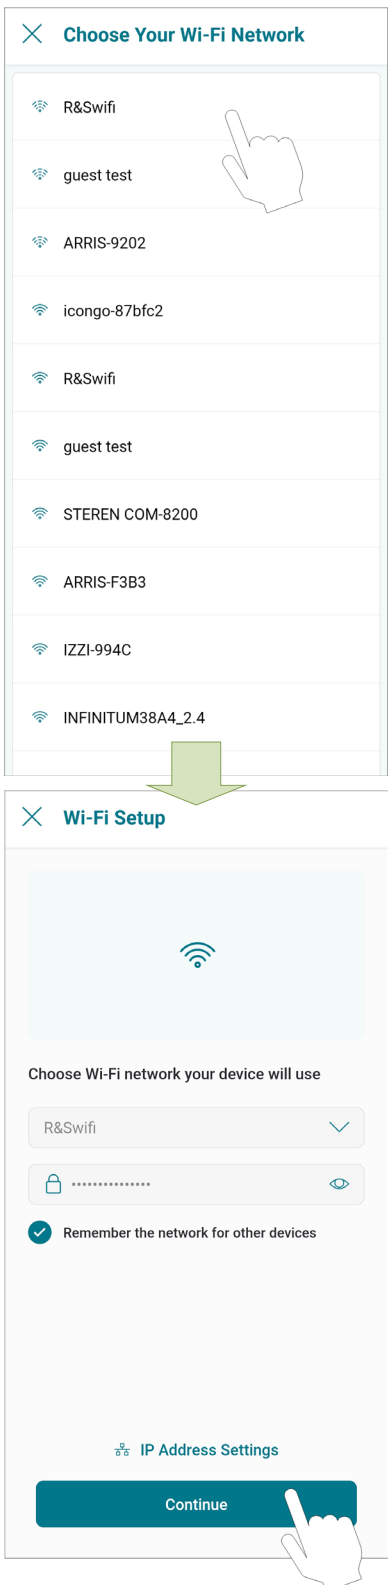 Choose Your Wi-Fi Network
R&Swifi
guest test
ARRIS-9202
icongo-87bfc2
R&Swifi
guest test
STEREN COM-8200
ARRIS-F3B3
IZZI-994C
INFINITUM38A4_2.4
Wi-Fi Setup
Choose Wi-Fi network your device will use
R&Swifi
•••••••••••••••
Remember the network for other devices
IP Address Settings
Continue